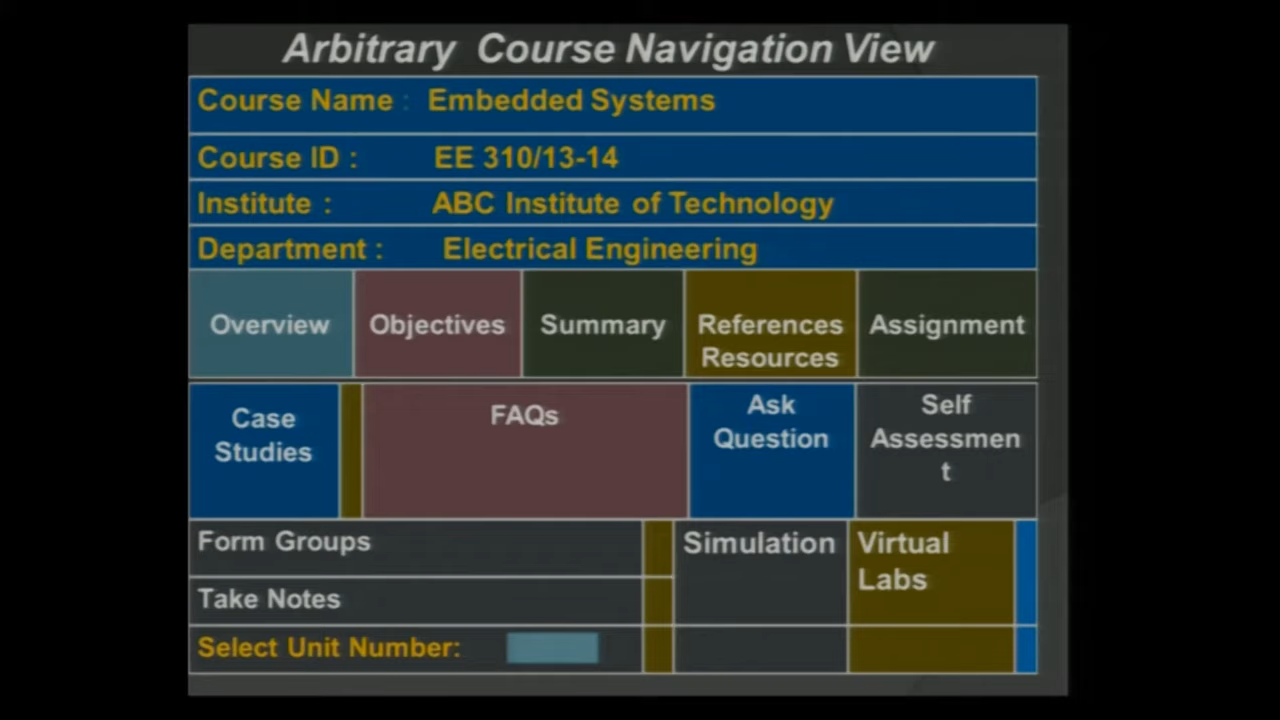 Arbitrary Course Navigation View
Course Name : Embedded Systems
Course ID : EE 310/13-14
Institute : ABC Institute of Technology
Department : Electrical Engineering
Overview
Objectives
Summary
References
Resources
Assignment
Case
Studies
FAQs
Ask
Question
Self
Assessmen
t
Form Groups
Simulation
Virtual
Labs
Take Notes
Select Unit Number: